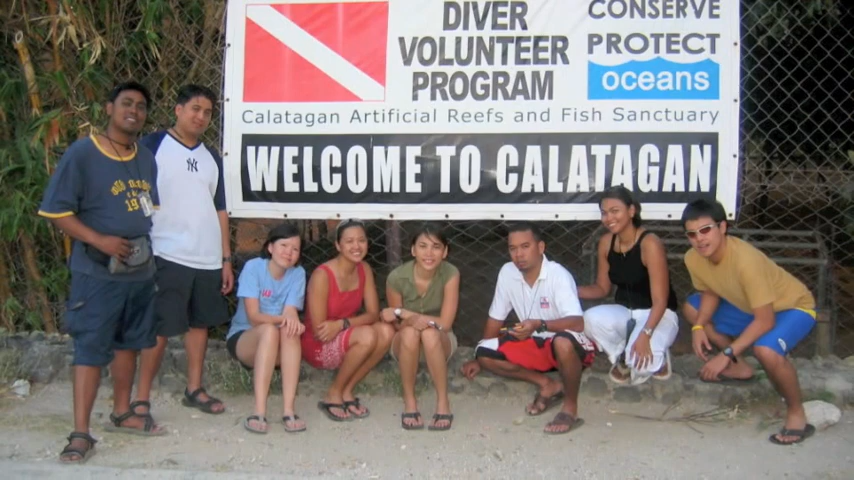 DIVER
VOLUNTEER
PROGRAM
CONSERVE
PROTECT
oceans
Calatagan Artificial Reefs and Fish Sanctuary
WELCOME TO CALATAGAN